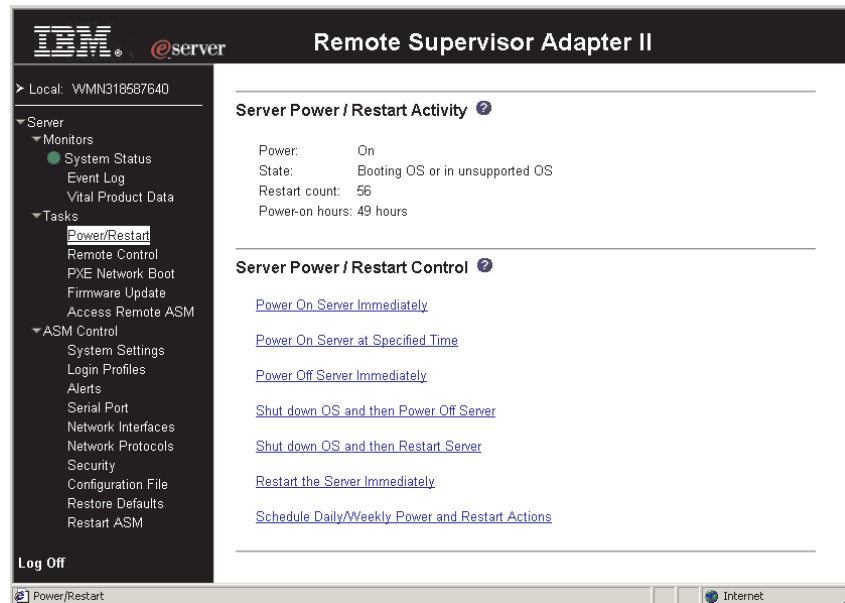 IBM® @server
Remote Supervisor Adapter II
Local: WMN318587640
Server
Monitors
System Status
Event Log
Vital Product Data
Tasks
Power/Restart
Remote Control
PXE Network Boot
Firmware Update
Access Remote ASM
ASM Control
System Settings
Login Profiles
Alerts
Serial Port
Network Interfaces
Network Protocols
Security
Configuration File
Restore Defaults
Restart ASM
Log Off
Server Power / Restart Activity ?
Power: On
State: Booting OS or in unsupported OS
Restart count: 56
Power-on hours: 49 hours
Server Power / Restart Control ?
Power On Server Immediately
Power On Server at Specified Time
Power Off Server Immediately
Shut down OS and then Power Off Server
Shut down OS and then Restart Server
Restart the Server Immediately
Schedule Daily/Weekly Power and Restart Actions
Power/Restart
Internet